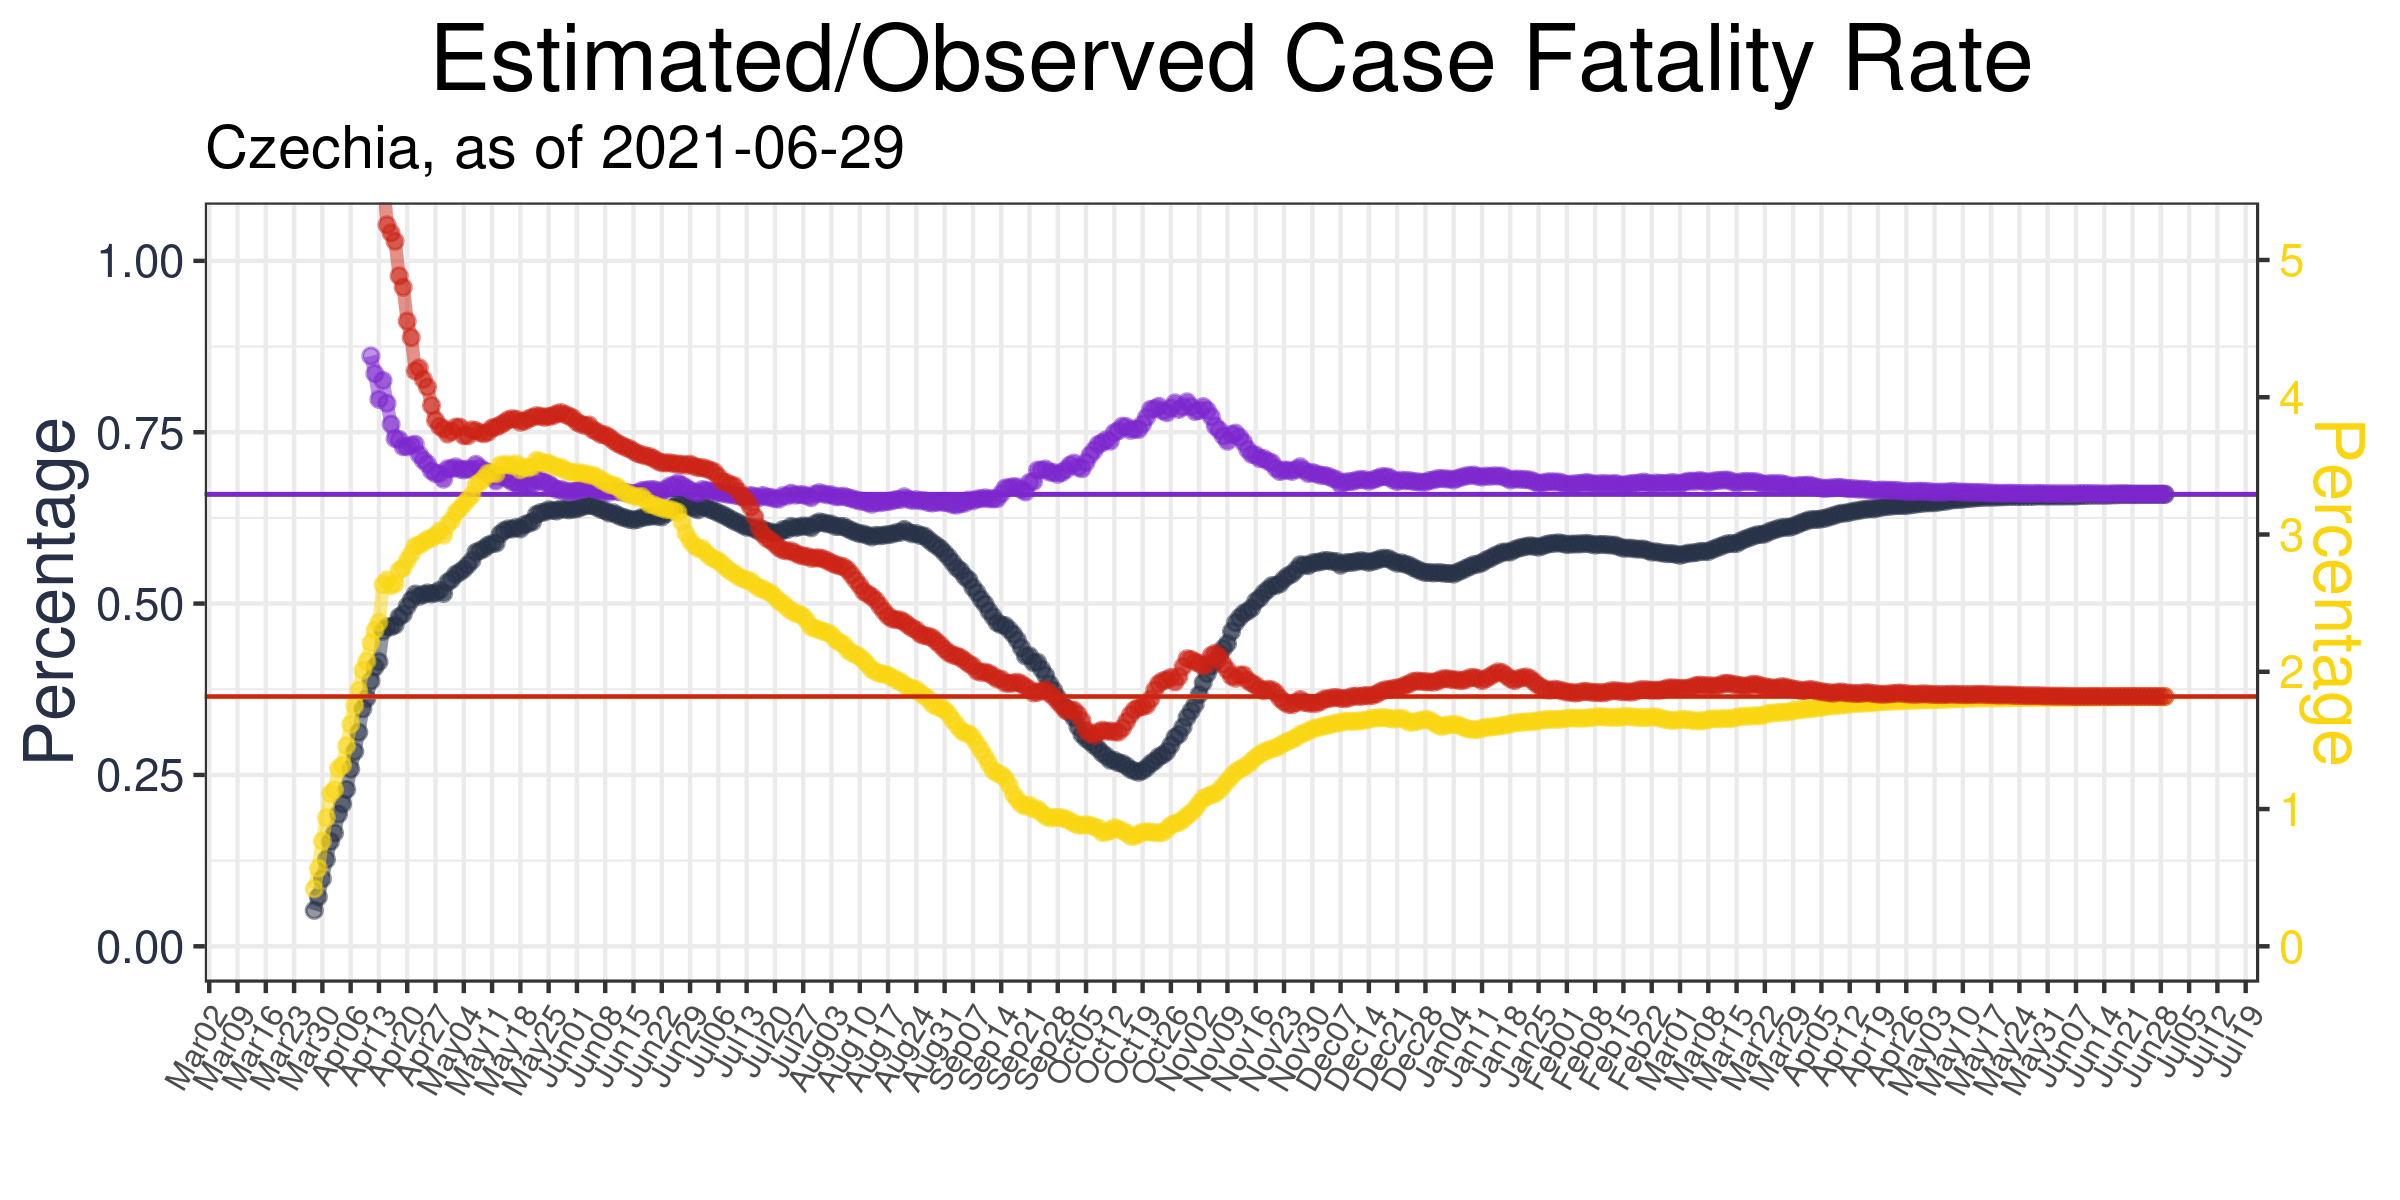 Estimated/Observed Case Fatality Rate
Czechia, as of 2021-06-29
Percentage
1.00
0.75
0.50
0.25
0.00
5
4
3
2
1
0
Percentage
Mar02
Mar09
Mar16
Mar23
Mar30
Apr06
Apr13
Apr20
Apr27
May04
May11
May18
May25
Jun01
Jun08
Jun15
Jun22
Jun29
Jul06
Jul13
Jul20
Jul27
Aug03
Aug10
Aug17
Aug24
Aug31
Sep07
Sep14
Sep21
Sep28
Oct05
Oct12
Oct19
Oct26
Nov02
Nov09
Nov16
Nov23
Nov30
Dec07
Dec14
Dec21
Dec28
Jan04
Jan11
Jan18
Jan25
Feb01
Feb08
Feb15
Feb22
Mar01
Mar08
Mar15
Mar22
Mar29
Apr05
Apr12
Apr19
Apr26
May03
May10
May17
May24
May31
Jun07
Jun14
Jun21
Jun28
Jul05
Jul12
Jul19